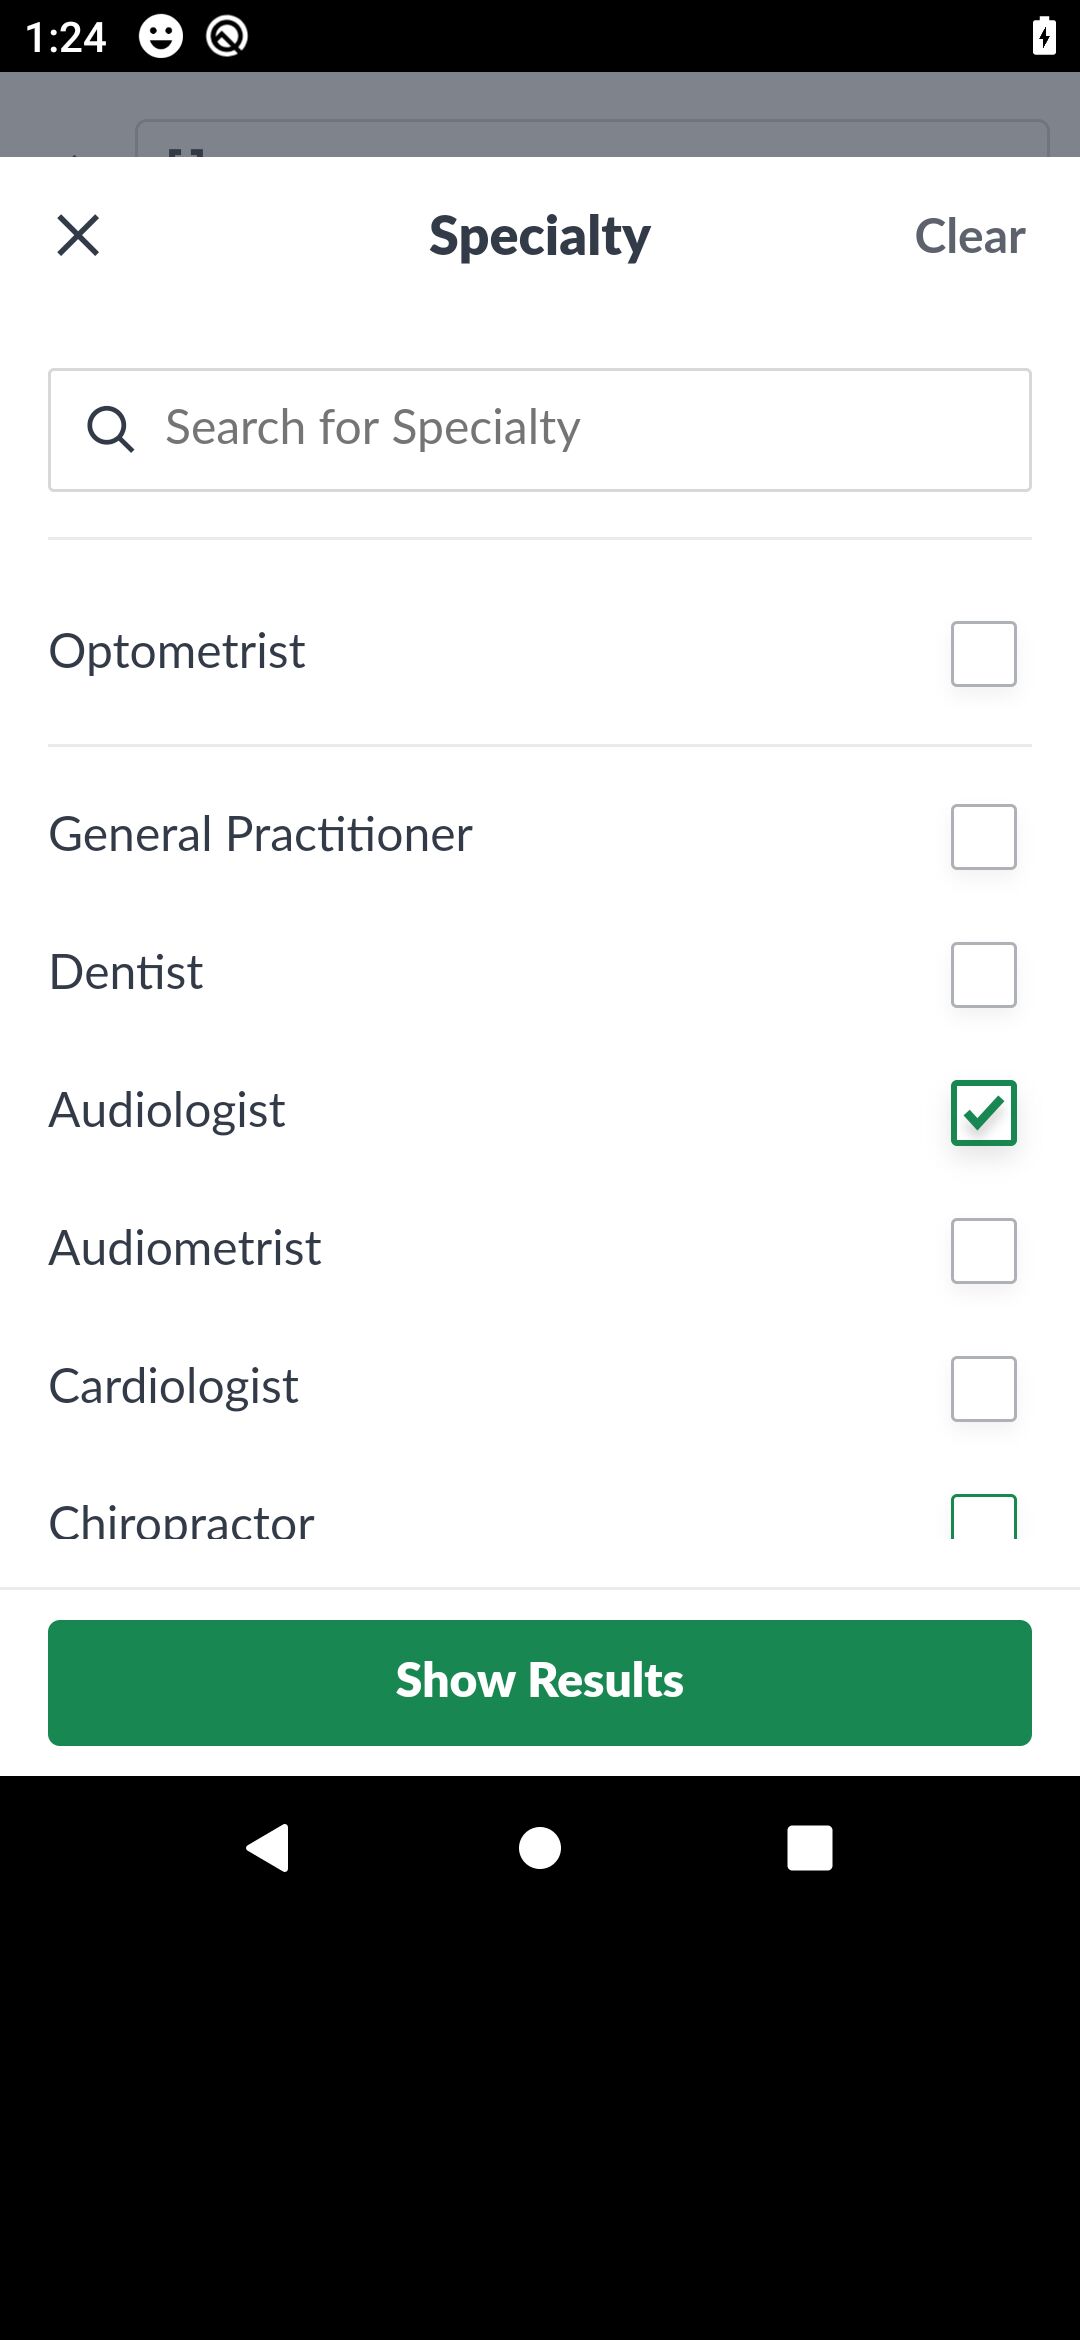 1:24
Specialty
Clear
Search for Specialty
Optometrist
General Practitioner
Dentist
Audiologist
Audiometrist
Cardiologist
Chiropractor
Show Results